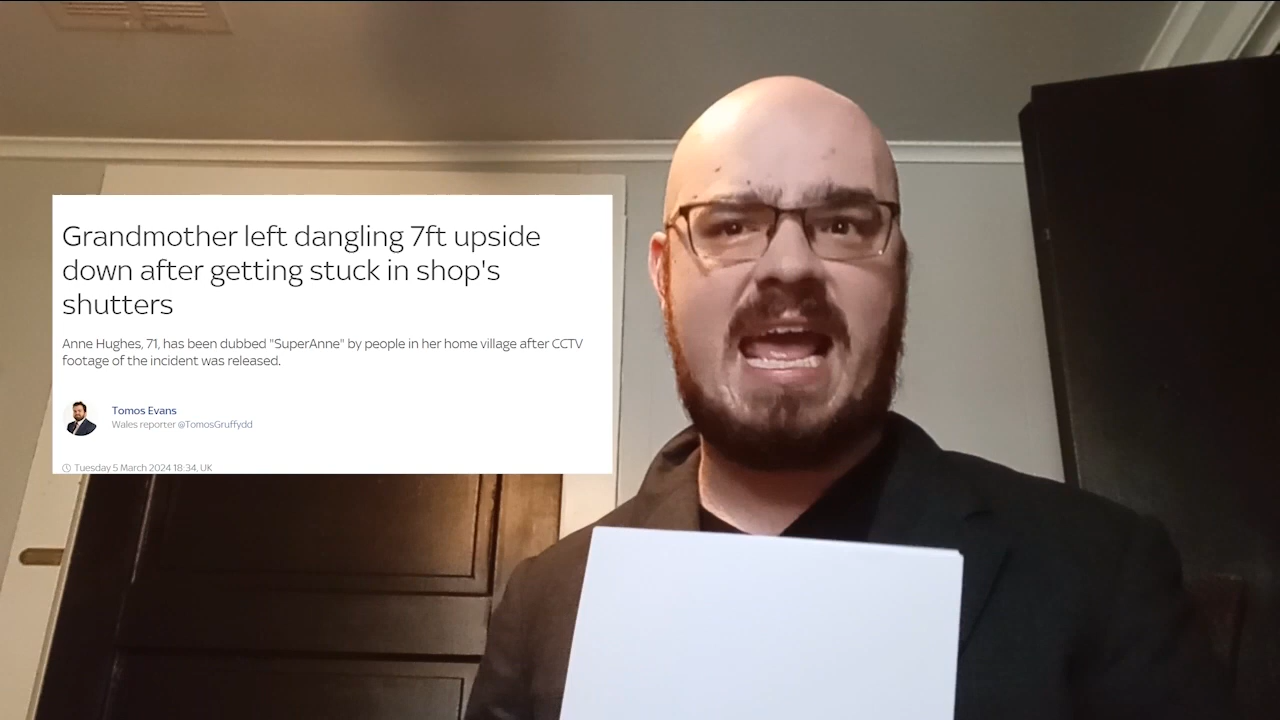 Grandmother left dangling 7ft upside
down after getting stuck in shop's
shutters
Anne Hughes, 71, has been dubbed "SuperAnne" by people in her home village after CCTV
footage of the incident was released.
Tomos Evans
Wales reporter @TomosGruffydd
Tuesday 5 March 2024 18:34, UK